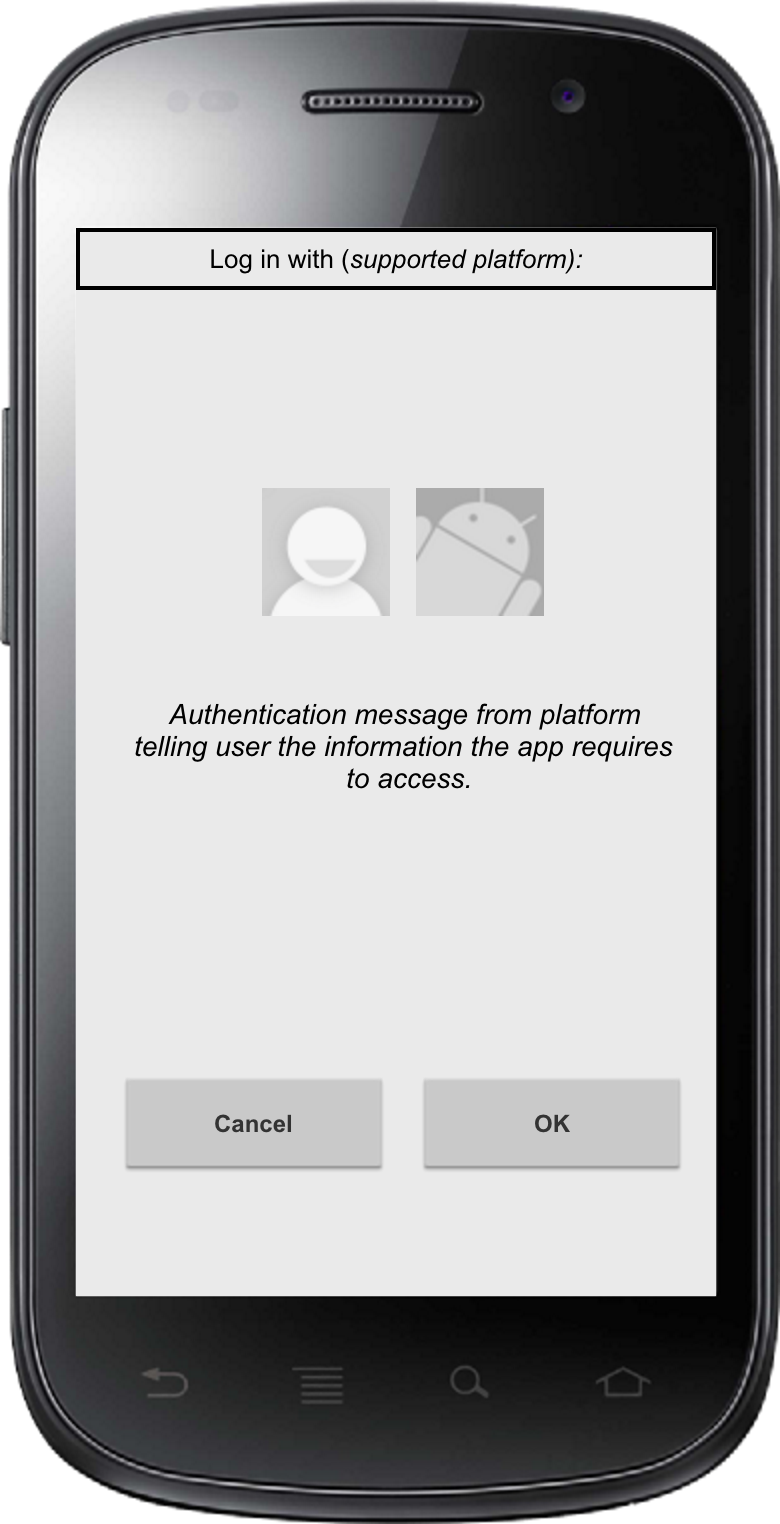 Log in with (supported platform):
Authentication message from platform
telling user the information the app requires
to access.
Cancel
OK